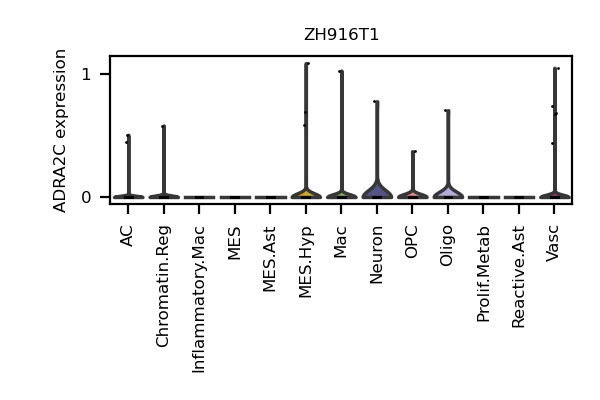 ZH916T1
ADRA2C expression
1
0
AC
Chromatin.Reg
Inflammatory.Mac
MES
MES.Ast
MES.Hyp
Mac
Neuron
OPC
Oligo
Prolif.Metab
Reactive.Ast
Vasc